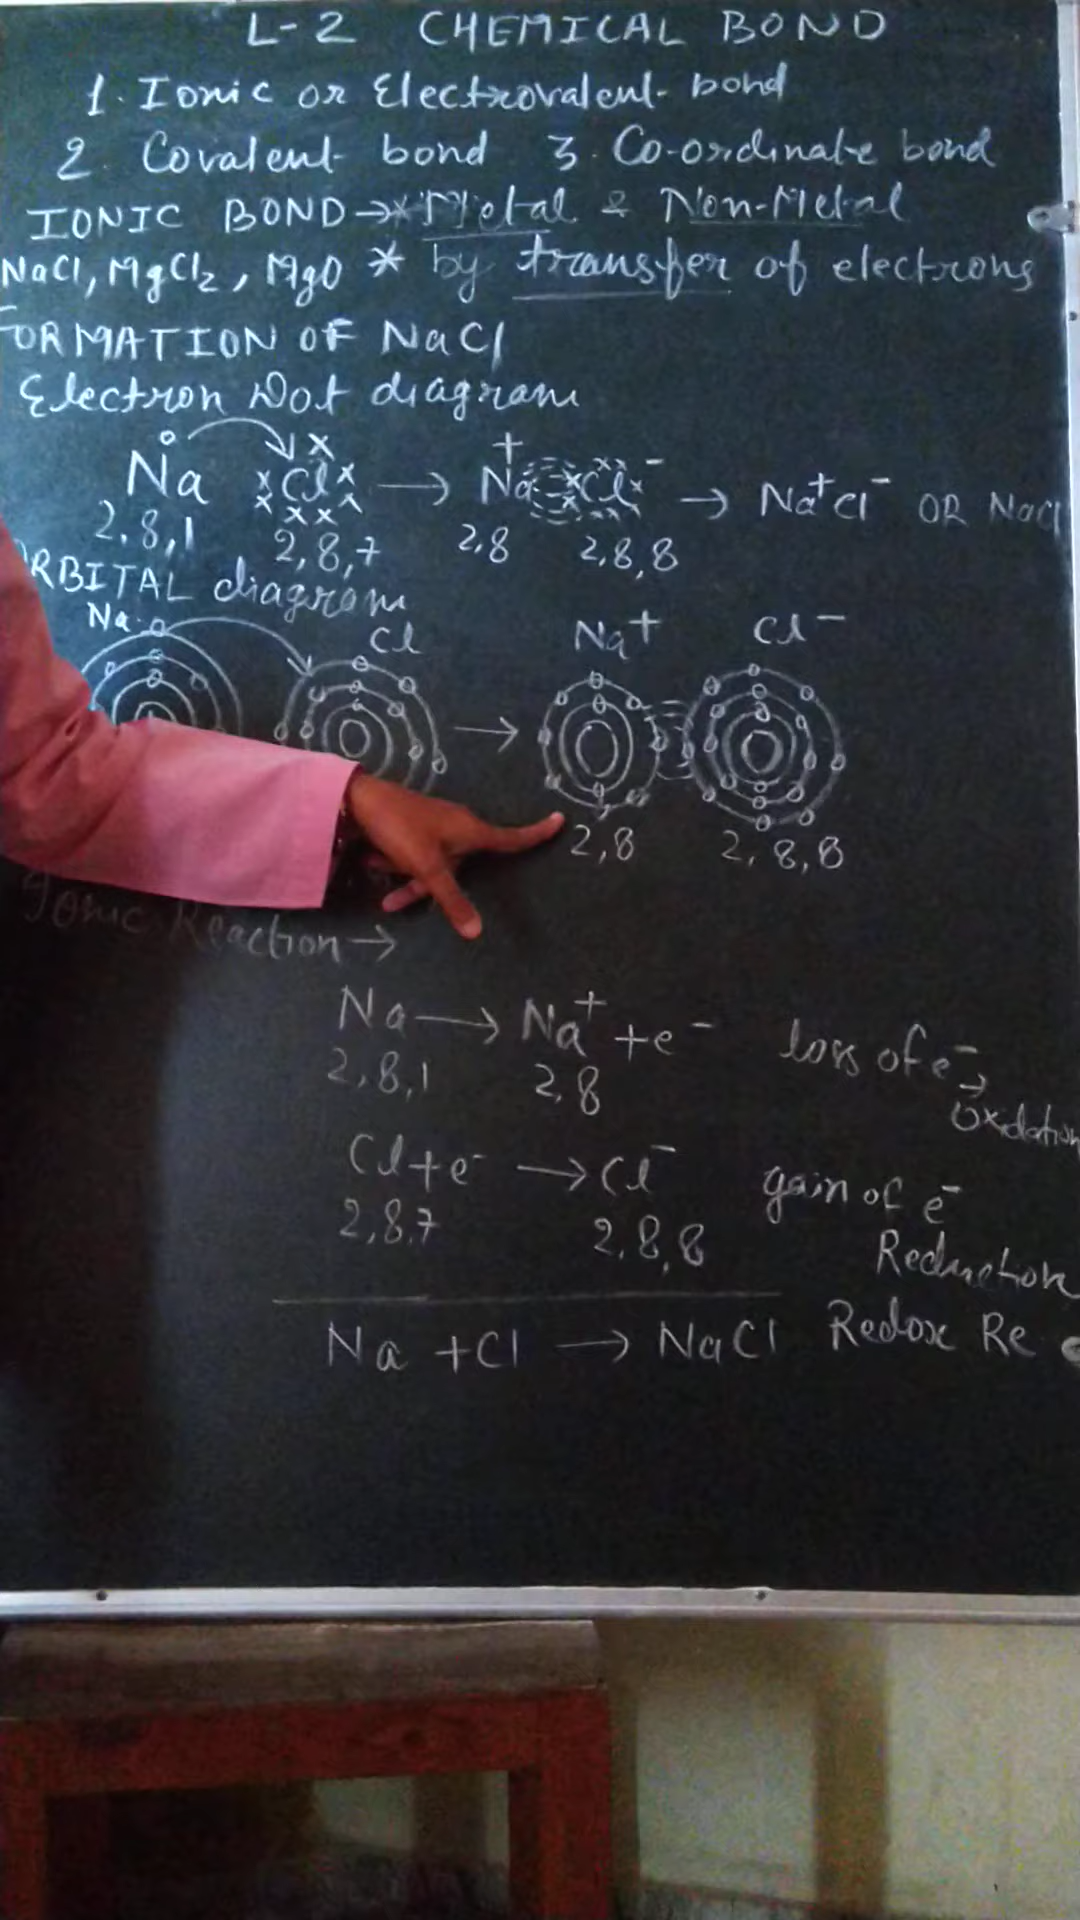 L-2 CHEMICAL BOND
1. Ionic or Electrovalent bond
2. Covalent bond 3. Co-ordinate bond
IONIC BOND → * Metal & Non-Metal
NaCl, MgCl₂, MgO * by transfer of electrons
FORMATION OF NaCl
Electron Dot diagram
Na Cl → Na⁺ Cl⁻ → Na⁺Cl⁻ OR NaCl
2,8,1 2,8,7 2,8 2,8,8
ORBITAL diagram
Na Cl Na⁺ Cl⁻
→
2,8 2,8,8
Ionic Reaction →
Na → Na⁺ + e⁻ loss of e⁻ →
2,8,1 2,8 Oxidation
Cl + e⁻ → Cl⁻ gain of e⁻
2,8,7 2,8,8 Reduction
Na + Cl → NaCl Redox Re